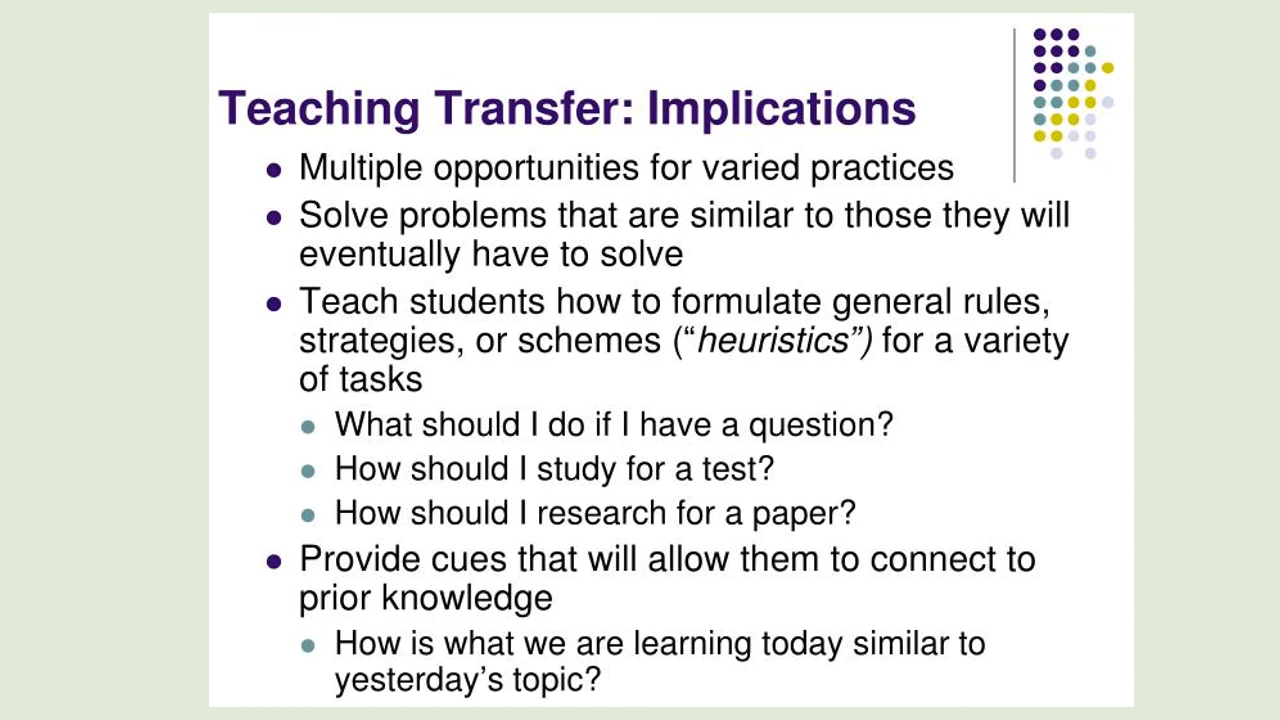 Teaching Transfer: Implications
Multiple opportunities for varied practices
Solve problems that are similar to those they will
eventually have to solve
Teach students how to formulate general rules,
strategies, or schemes (“heuristics”) for a variety
of tasks
What should I do if I have a question?
How should I study for a test?
How should I research for a paper?
Provide cues that will allow them to connect to
prior knowledge
How is what we are learning today similar to
yesterday’s topic?